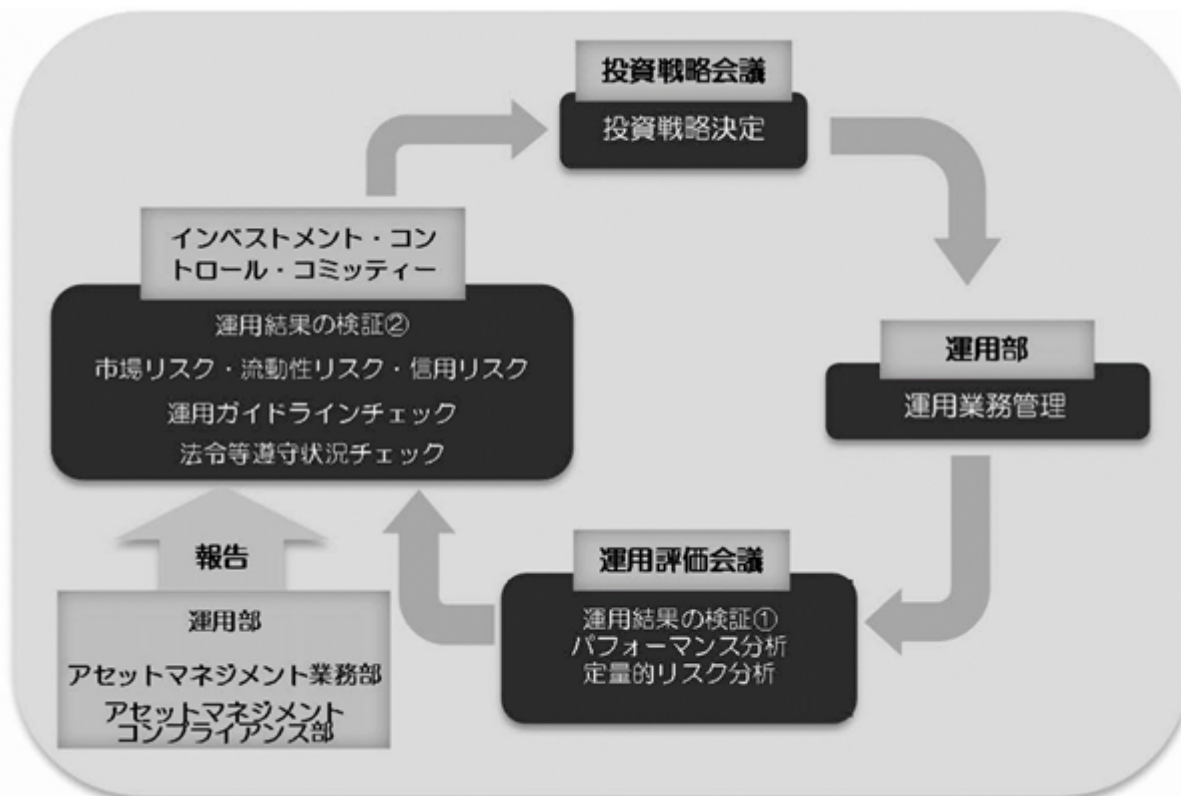 投資戦略会議
投資戦略決定
インベストメント・コン
トロール・コミッティー
運用結果の検証②
市場リスク・流動性リスク・信用リスク
運用ガイドラインチェック
法令等遵守状況チェック
運用部
運用業務管理
報告
運用部
アセットマネジメント業務部
アセットマネジメント
コンプライアンス部
運用評価会議
運用結果の検証①
パフォーマンス分析
定量的リスク分析